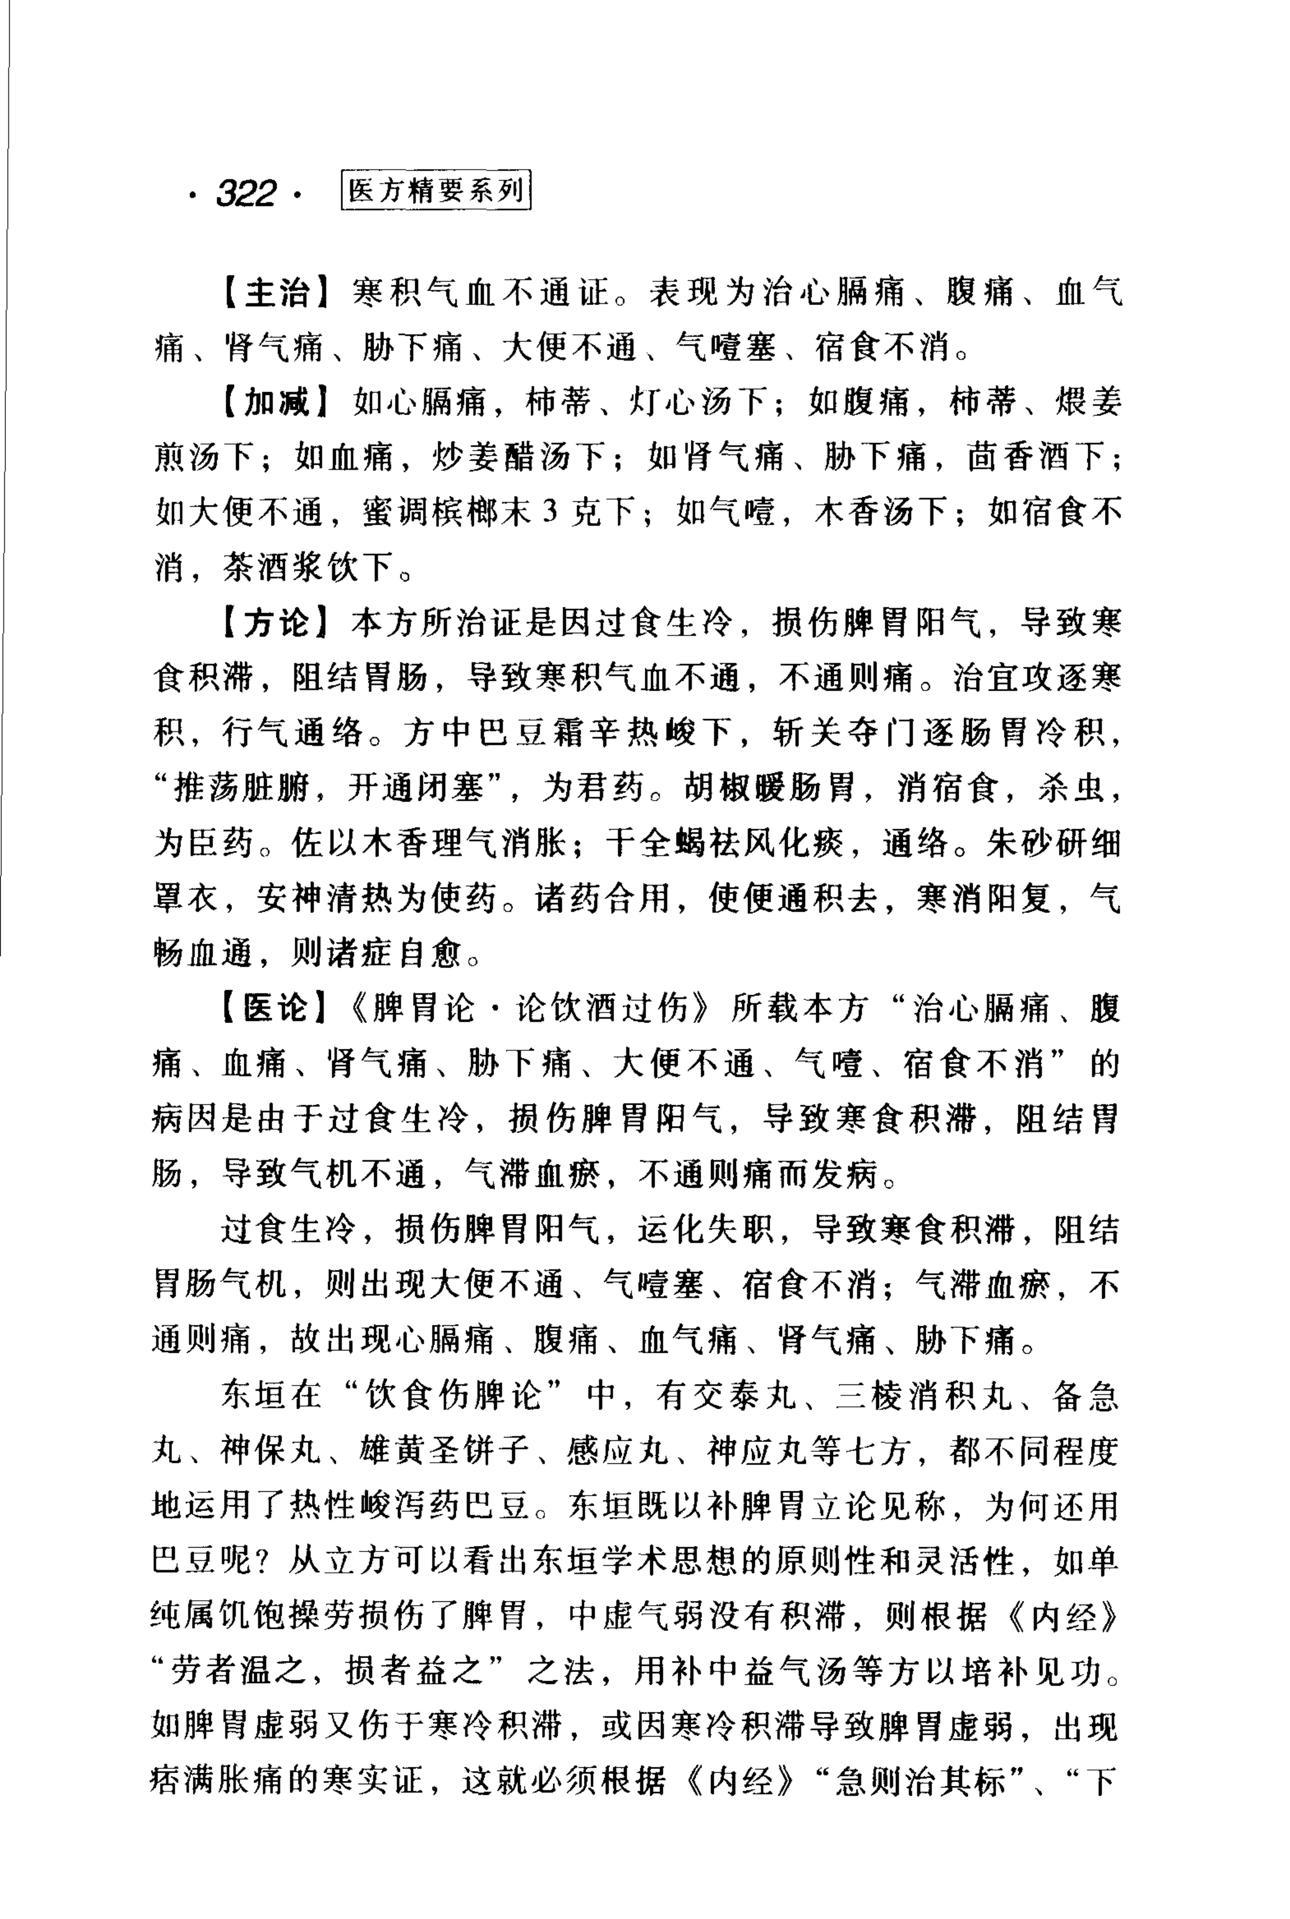 ·322· 医方精要系列
【主治】寒积气血不通证。表现为治心膈痛、腹痛、血气
痛、肾气痛、胁下痛、大便不通、气噎塞、宿食不消。
【加减】如心膈痛，柿蒂、灯心汤下；如腹痛，柿蒂、煨姜
煎汤下；如血痛，炒姜醋汤下；如肾气痛、胁下痛，茴香酒下；
如大便不通，蜜调槟榔末3克下；如气噎，木香汤下；如宿食不
消，茶酒浆饮下。
【方论】本方所治证是因过食生冷，损伤脾胃阳气，导致寒
食积滞，阻结胃肠，导致寒积气血不通，不通则痛。治宜攻逐寒
积，行气通络。方中巴豆霜辛热峻下，斩关夺门逐肠胃冷积，
“推荡脏腑，开通闭塞”，为君药。胡椒暖肠胃，消宿食，杀虫，
为臣药。佐以木香理气消胀；干全蝎祛风化痰，通络。朱砂研细
罩衣，安神清热为使药。诸药合用，使便通积去，寒消阳复，气
畅血通，则诸症自愈。
【医论】《脾胃论·论饮酒过伤》所载本方“治心膈痛、腹
痛、血痛、肾气痛、胁下痛、大便不通、气噎、宿食不消”的
病因是由于过食生冷，损伤脾胃阳气，导致寒食积滞，阻结胃
肠，导致气机不通，气滞血瘀，不通则痛而发病。
过食生冷，损伤脾胃阳气，运化失职，导致寒食积滞，阻结
胃肠气机，则出现大便不通、气噎塞、宿食不消；气滞血瘀，不
通则痛，故出现心膈痛、腹痛、血气痛、肾气痛、胁下痛。
东垣在“饮食伤脾论”中，有交泰丸、三棱消积丸、备急
丸、神保丸、雄黄圣饼子、感应丸、神应丸等七方，都不同程度
地运用了热性峻泻药巴豆。东垣既以补脾胃立论见称，为何还用
巴豆呢？从立方可以看出东垣学术思想的原则性和灵活性，如单
纯属饥饱操劳损伤了脾胃，中虚气弱没有积滞，则根据《内经》
“劳者温之，损者益之”之法，用补中益气汤等方以培补见功。
如脾胃虚弱又伤于寒冷积滞，或因寒冷积滞导致脾胃虚弱，出现
痞满胀痛的寒实证，这就必须根据《内经》“急则治其标”、“下